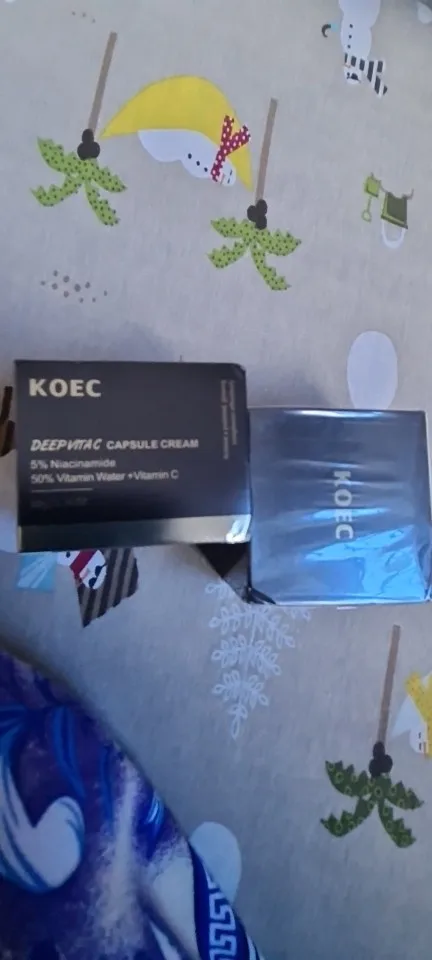 KOEC
DEEPVITAC CAPSULE CREAM
5% Niacinamide
50% Vitamin Water +Vitamin C
KOEC